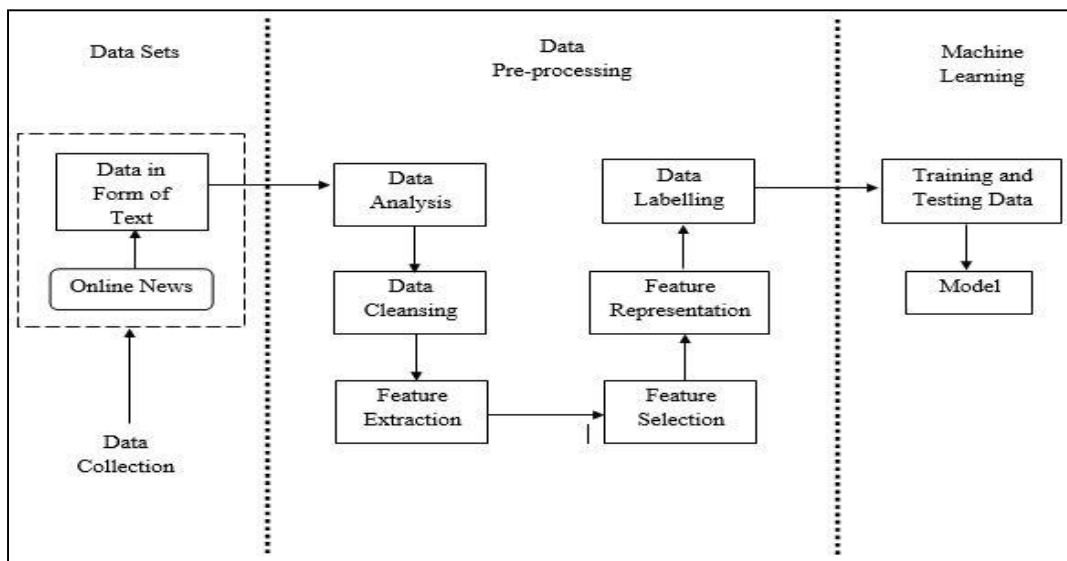 Data Sets
Data in
Form of
Text
Online News
Data
Collection
Data
Pre-processing
Data
Analysis
Data
Cleansing
Feature
Extraction
Feature
Selection
Feature
Representation
Data
Labelling
Machine
Learning
Training and
Testing Data
Model